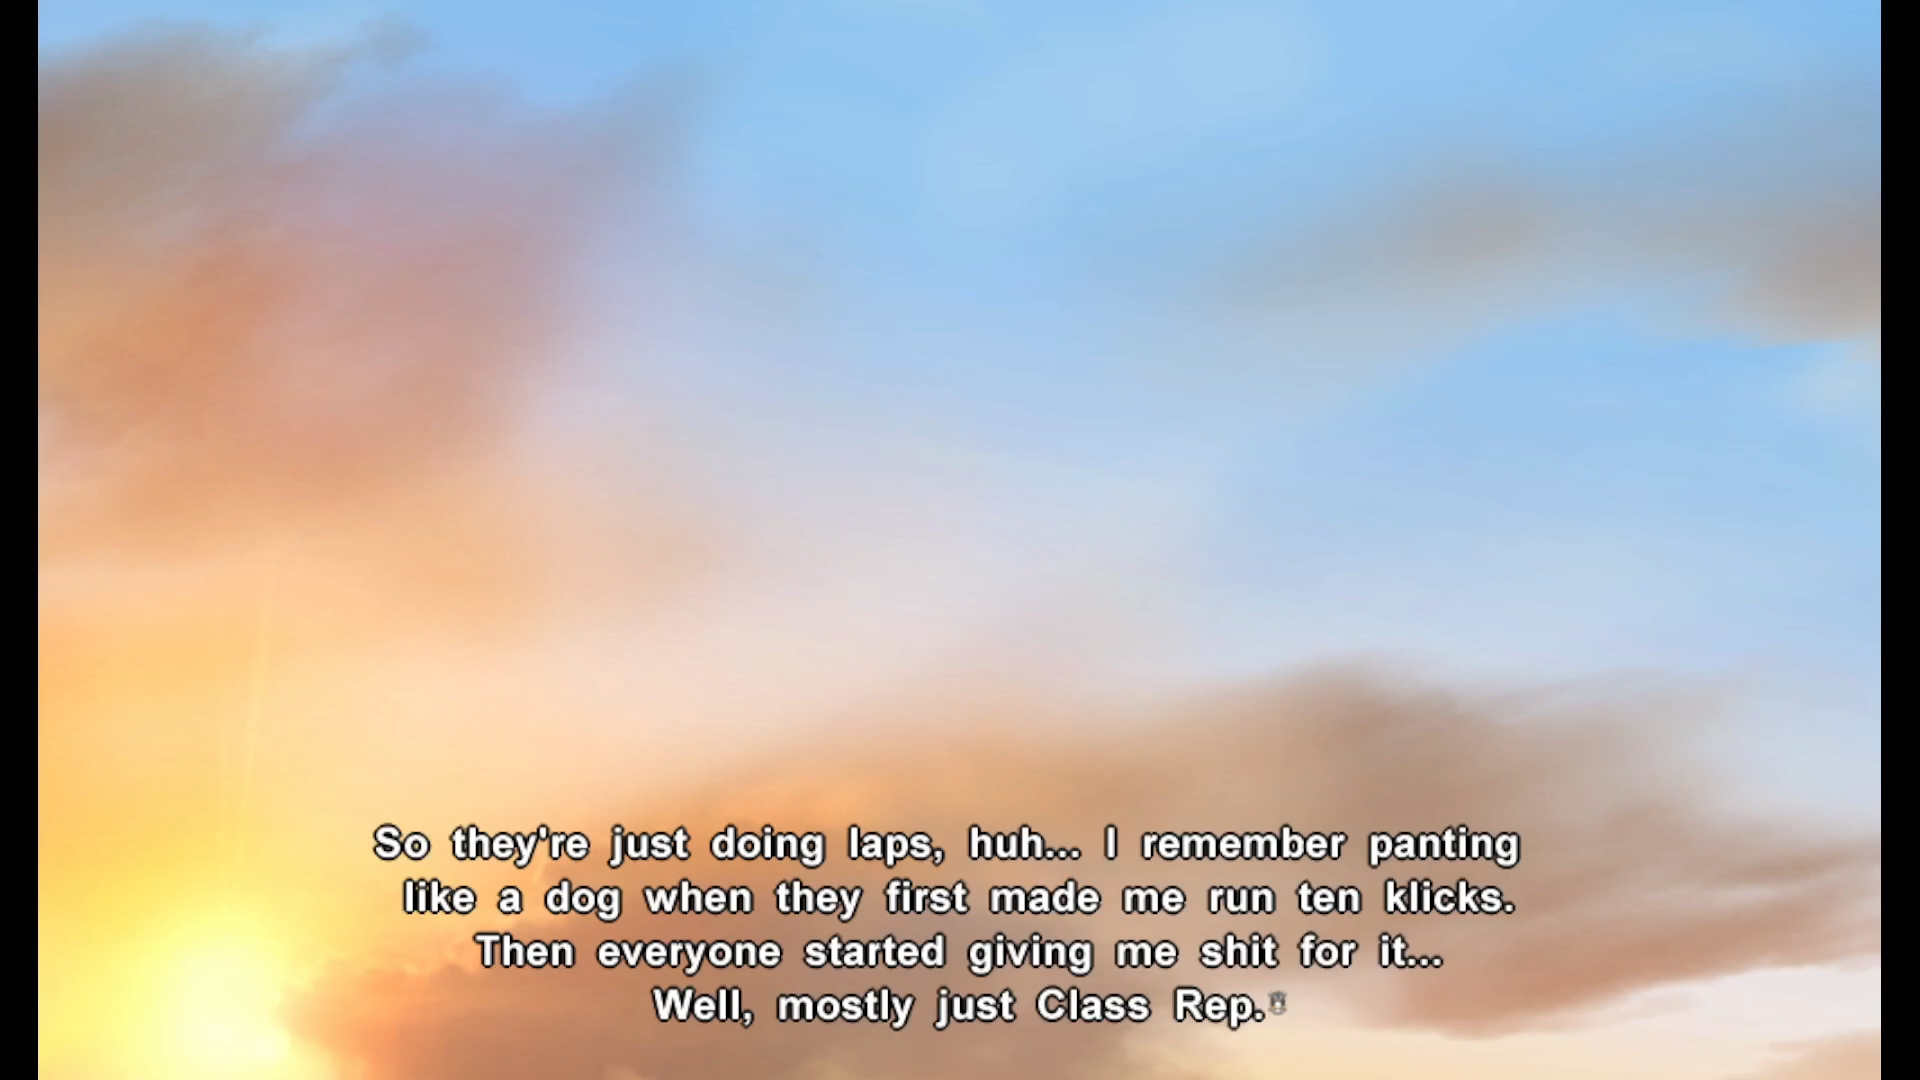 So they're just doing laps, huh... I remember panting
like a dog when they first made me run ten klicks.
Then everyone started giving me shit for it...
Well, mostly just Class Rep.